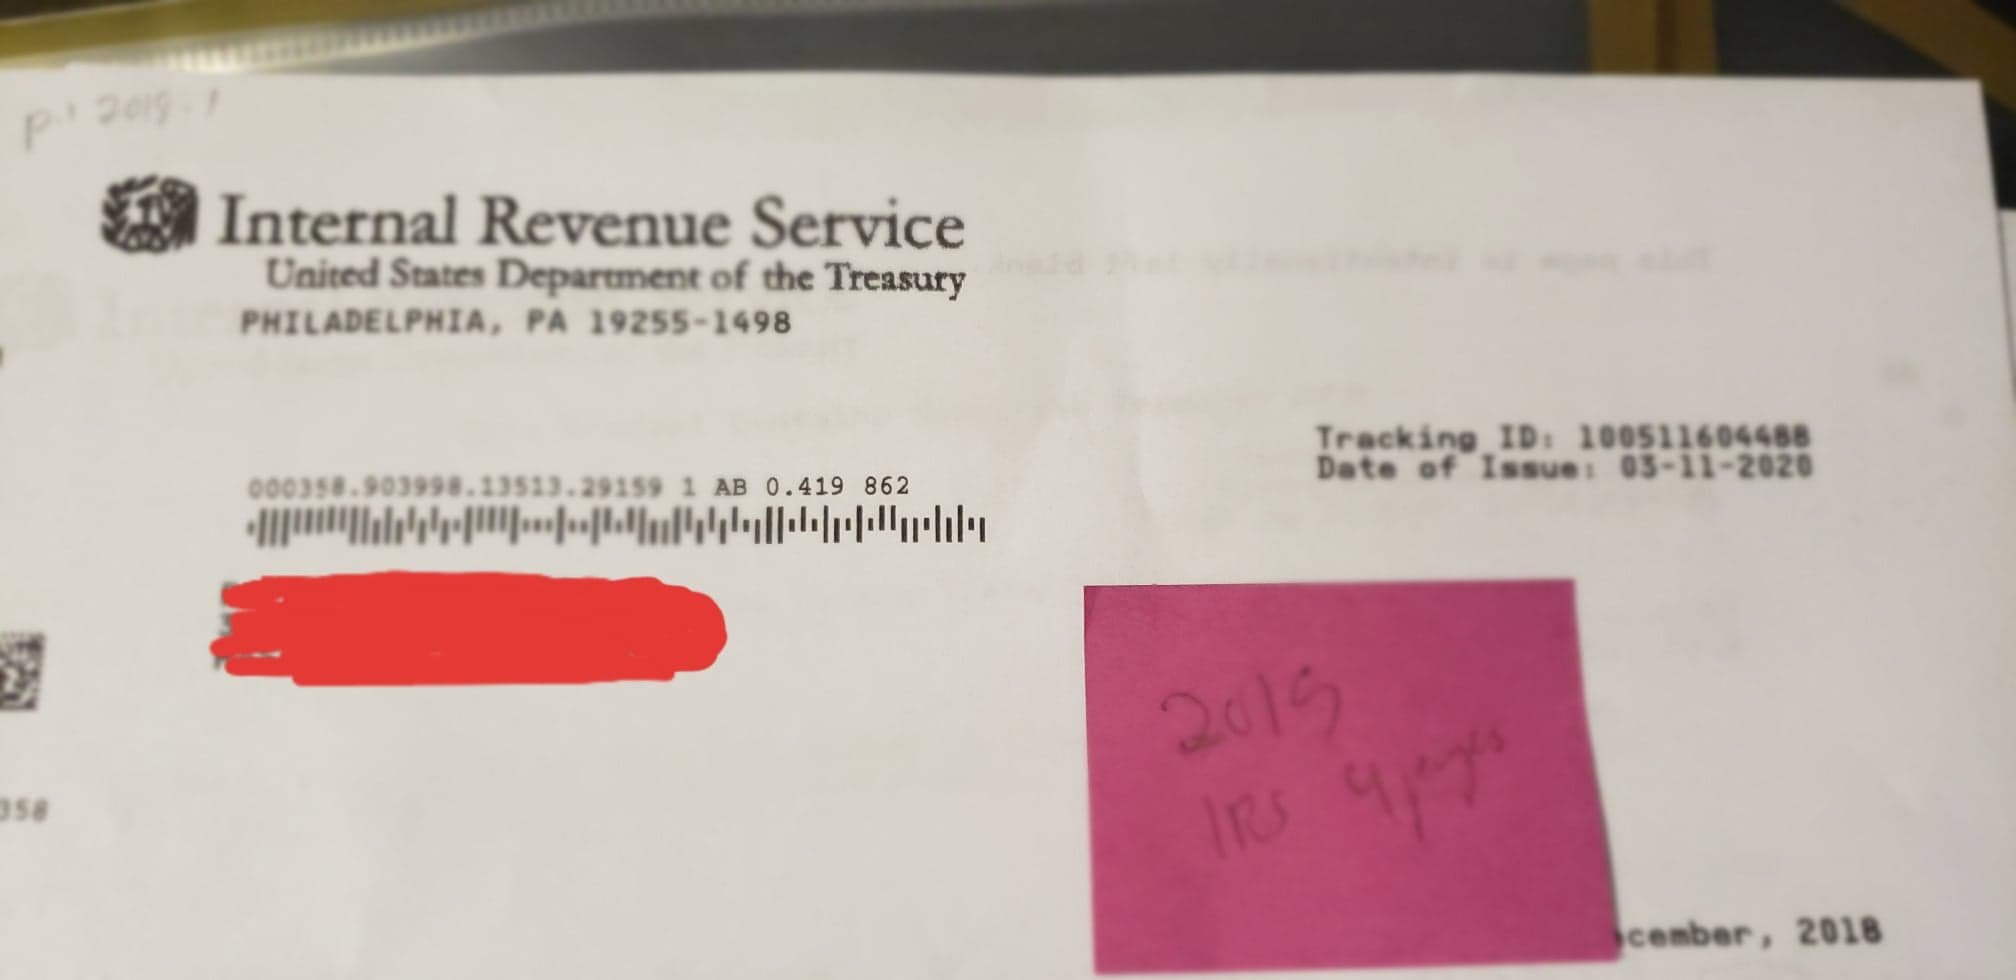 P. 2019.1
Internal Revenue Service
United States Department of the Treasury
PHILADELPHIA, PA 19255-1498
Tracking ID: 100511604488
Date of Issue: 03-11-2020
000358.903998.13513.29159 1 AB 0.419 862
2019
IRS 4 pages
358
cember, 2018